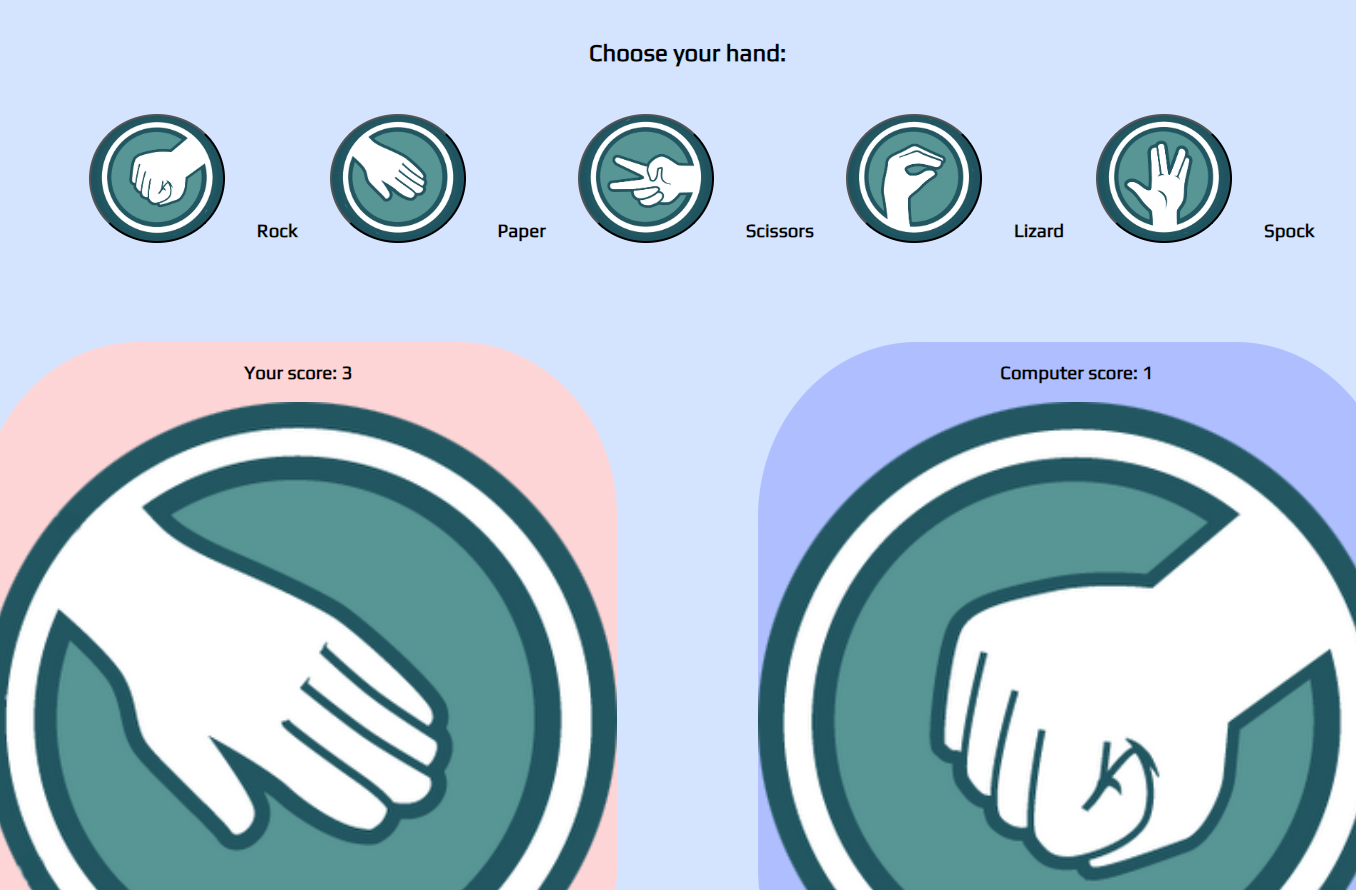 Choose your hand:
Rock
Paper
Scissors
Lizard
Spock
Your score: 3
Computer score: 1